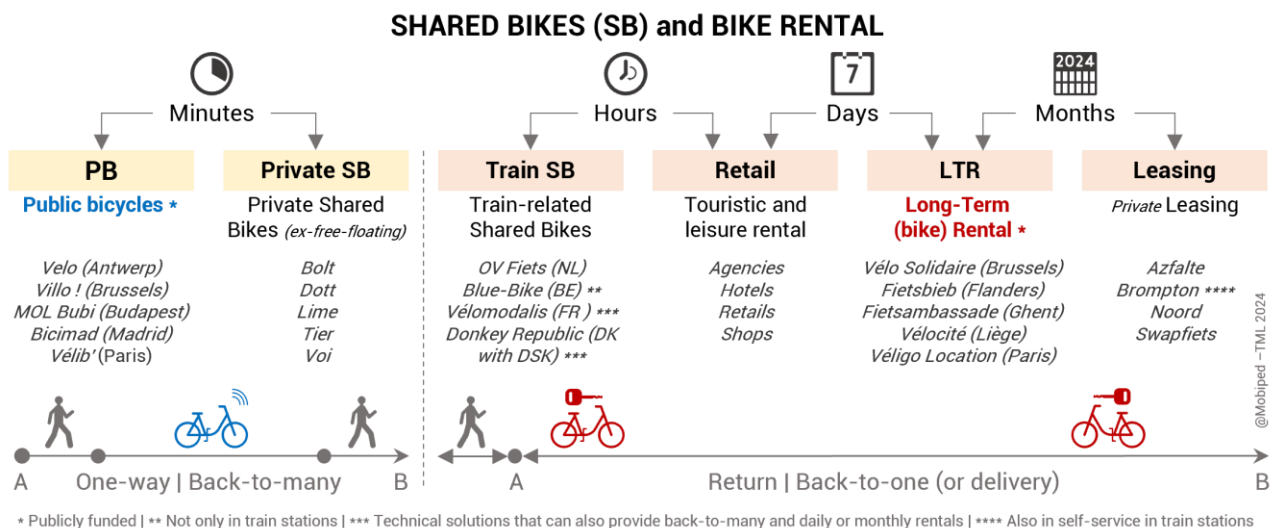 SHARED BIKES (SB) and BIKE RENTAL
2024
7
Minutes
Hours
Days
Months
PB
Public bicycles *
Velo (Antwerp)
Villo ! (Brussels)
MOL Bubi (Budapest)
Bicimad (Madrid)
Vélib' (Paris)
Private SB
Private Shared
Bikes (ex-free-floating)
Bolt
Dott
Lime
Tier
Voi
Train SB
Train-related
Shared Bikes
OV Fiets (NL)
Blue-Bike (BE) **
Vélomodalis (FR ) ***
Donkey Republic (DK
with DSK) ***
Retail
Touristic and
leisure rental
Agencies
Hotels
Retails
Shops
LTR
Long-Term
(bike) Rental *
Vélo Solidaire (Brussels)
Fietsbieb (Flanders)
Fietsambassade (Ghent)
Vélocité (Liège)
Véligo Location (Paris)
Leasing
Private Leasing
Azfalte
Brompton ****
Noord
Swapfiets
@Mobiped –TML 2024
A One-way | Back-to-many B
A Return | Back-to-one (or delivery) B
* Publicly funded | ** Not only in train stations | *** Technical solutions that can also provide back-to-many and daily or monthly rentals | **** Also in self-service in train stations